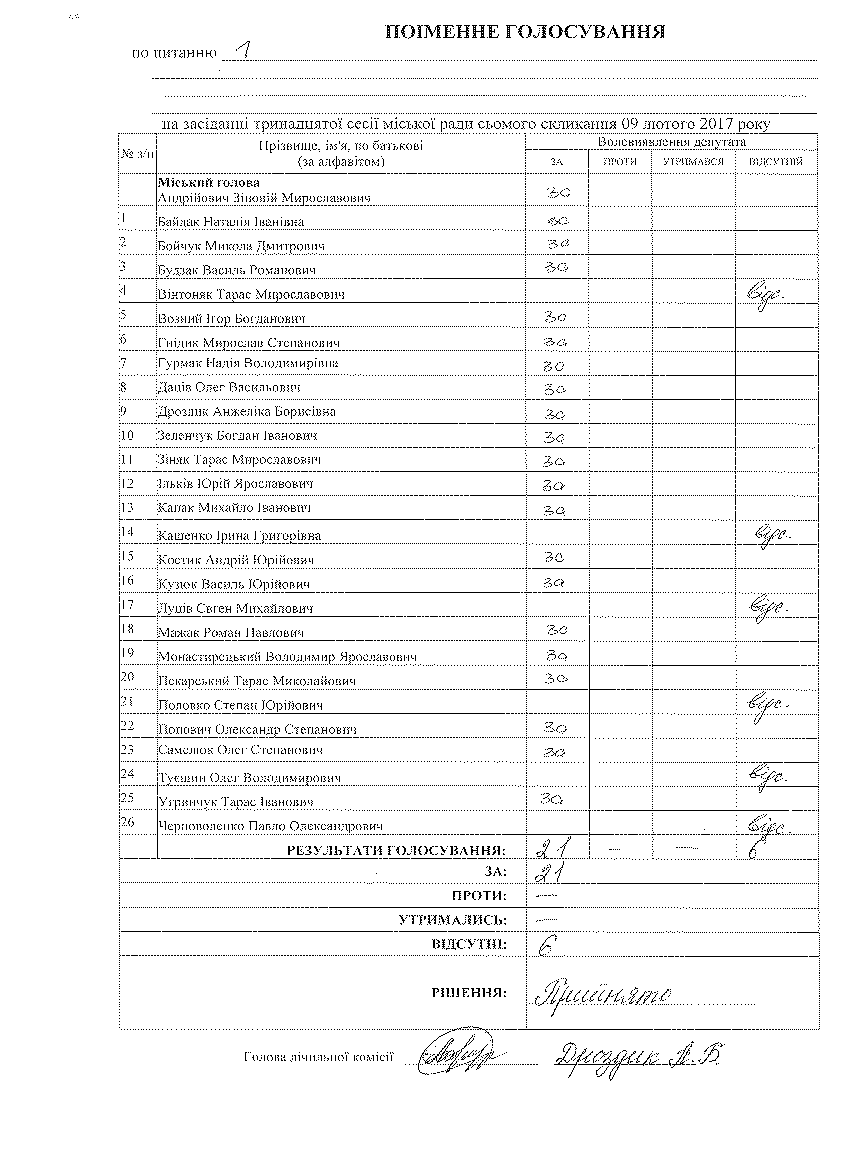 ПОІМЕННЕ ГОЛОСУВАННЯ
по питанню 1
на засіданні тринадцятої сесії міської ради сьомого скликання 09 лютого 2017 року
№ з/п Прізвище, ім'я, по батькові (за алфавітом) Волевиявлення депутата
ЗА ПРОТИ УТРИМАВСЯ ВІДСУТНІЙ
Міський голова
Андрійович Зіновій Мирославович за
1 Байдак Наталія Іванівна за
2 Бойчук Микола Дмитрович за
3 Будзак Василь Романович за
4 Вінтоняк Тарас Мирославович відс.
5 Возний Ігор Богданович за
6 Гнідик Мирослав Степанович за
7 Гурмак Надія Володимирівна за
8 Даців Олег Васильович за
9 Дроздик Анжеліка Борисівна за
10 Зеленчук Богдан Іванович за
11 Зіняк Тарас Мирославович за
12 Ільків Юрій Ярославович за
13 Капак Михайло Іванович за
14 Кашенко Ірина Григорівна відс.
15 Костик Андрій Юрійович за
16 Кузюк Василь Юрійович за
17 Луців Євген Михайлович відс.
18 Мажак Роман Павлович за
19 Монастирецький Володимир Ярославович за
20 Пекарський Тарас Миколайович за
21 Половко Степан Юрійович відс.
22 Попович Олександр Степанович за
23 Самелюк Олег Степанович за
24 Туєшин Олег Володимирович відс.
25 Угринчук Тарас Іванович за
26 Черноволенко Павло Олександрович відс.
РЕЗУЛЬТАТИ ГОЛОСУВАННЯ: 21 — — 6
ЗА: 21
ПРОТИ: —
УТРИМАЛИСЬ: —
ВІДСУТНІ: 6
РІШЕННЯ: Прийнято
Голова лічильної комісії Дроздик А. Б